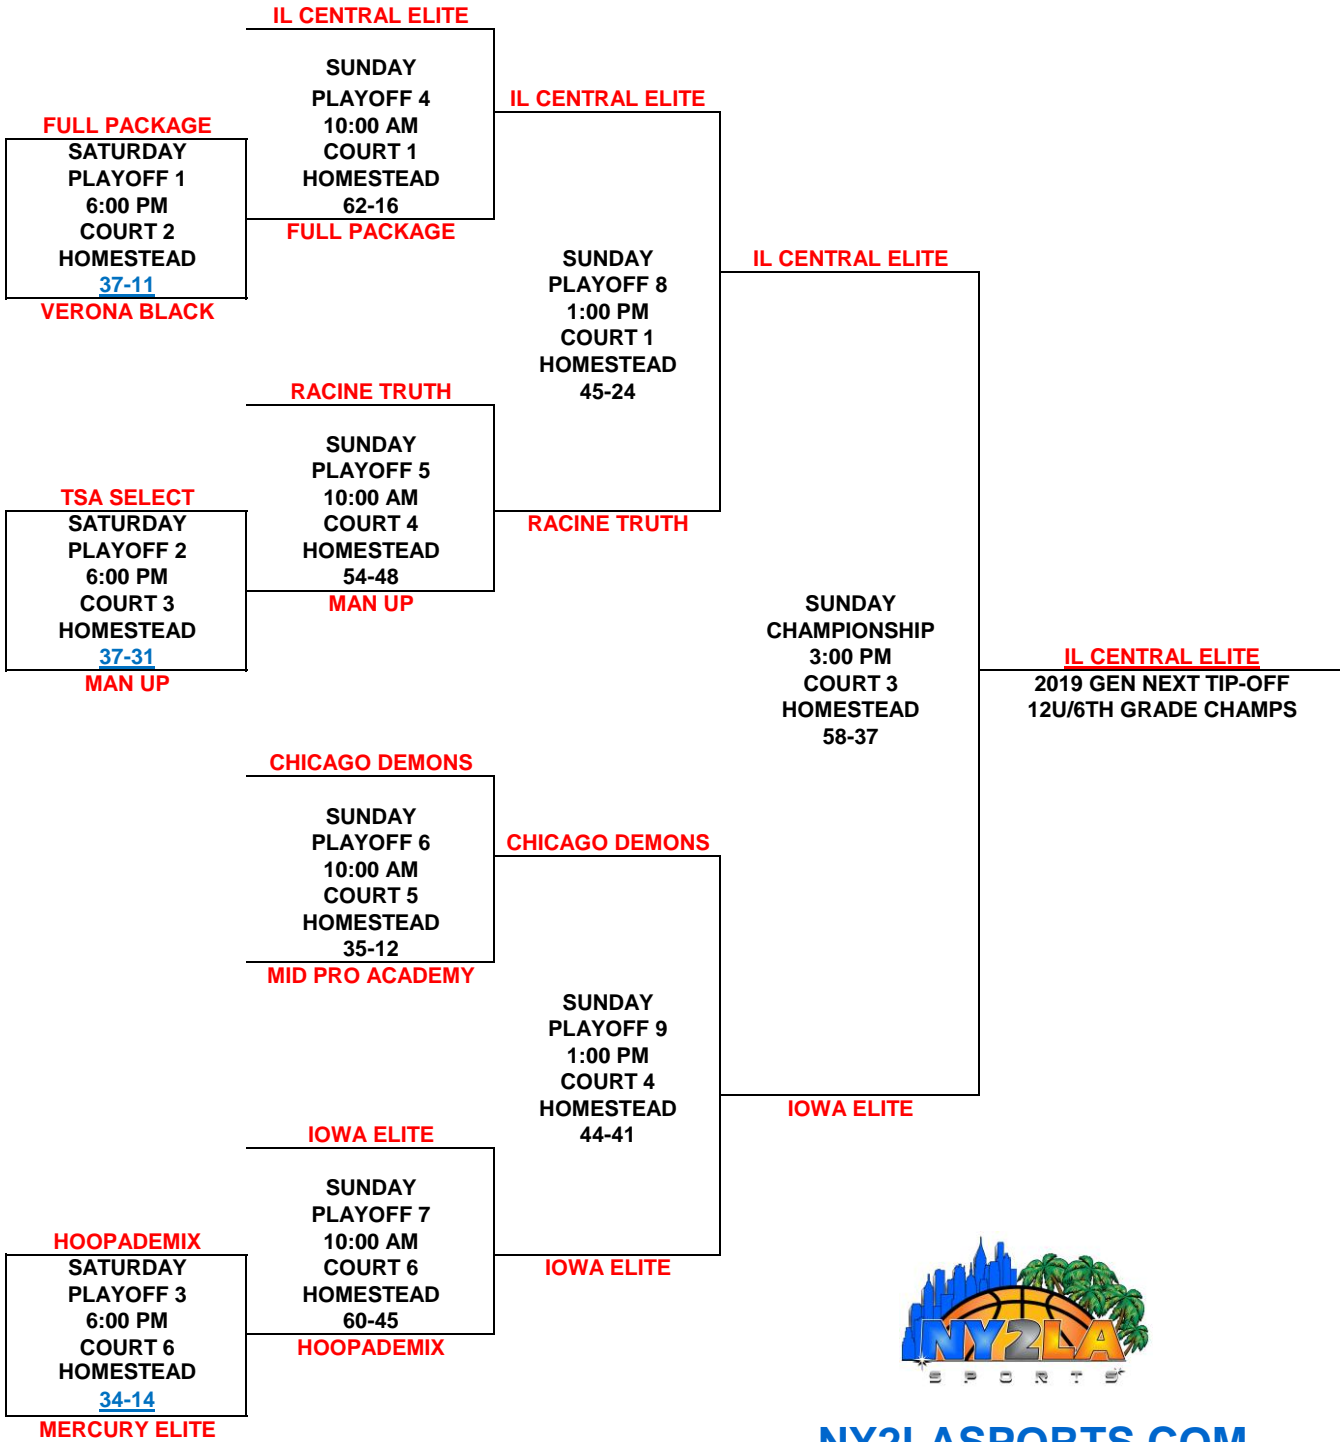 IL CENTRAL ELITE
SUNDAY
PLAYOFF 4
10:00 AM
COURT 1
HOMESTEAD
62-16
FULL PACKAGE
FULL PACKAGE
SATURDAY
PLAYOFF 1
6:00 PM
COURT 2
HOMESTEAD
37-11
VERONA BLACK
IL CENTRAL ELITE
SUNDAY
PLAYOFF 8
1:00 PM
COURT 1
HOMESTEAD
45-24
RACINE TRUTH
RACINE TRUTH
SUNDAY
PLAYOFF 5
10:00 AM
COURT 4
HOMESTEAD
54-48
MAN UP
TSA SELECT
SATURDAY
PLAYOFF 2
6:00 PM
COURT 3
HOMESTEAD
37-31
MAN UP
IL CENTRAL ELITE
SUNDAY
CHAMPIONSHIP
3:00 PM
COURT 3
HOMESTEAD
58-37
IOWA ELITE
IL CENTRAL ELITE
2019 GEN NEXT TIP-OFF
12U/6TH GRADE CHAMPS
CHICAGO DEMONS
SUNDAY
PLAYOFF 6
10:00 AM
COURT 5
HOMESTEAD
35-12
MID PRO ACADEMY
CHICAGO DEMONS
SUNDAY
PLAYOFF 9
1:00 PM
COURT 4
HOMESTEAD
44-41
IOWA ELITE
IOWA ELITE
SUNDAY
PLAYOFF 7
10:00 AM
COURT 6
HOMESTEAD
60-45
HOOPADEMIX
HOOPADEMIX
SATURDAY
PLAYOFF 3
6:00 PM
COURT 6
HOMESTEAD
34-14
MERCURY ELITE
NY2LA
SPORTS
NY2LASPORTS.COM